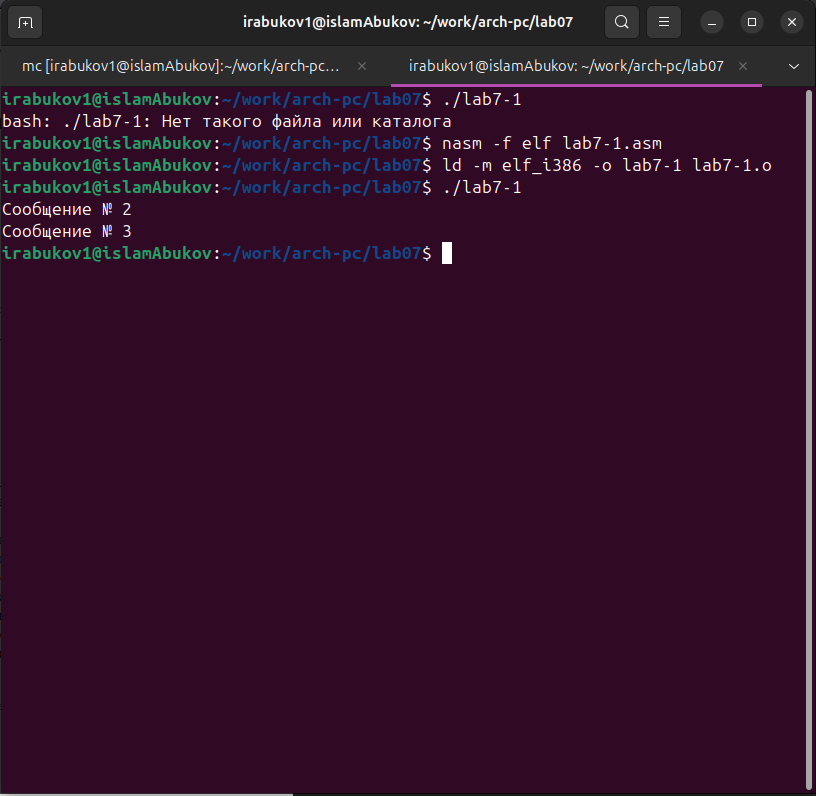 irabukov1@islamAbukov: ~/work/arch-pc/lab07
mc [irabukov1@islamAbukov]:~/work/arch-pc...
irabukov1@islamAbukov: ~/work/arch-pc/lab07
irabukov1@islamAbukov:~/work/arch-pc/lab07$ ./lab7-1
bash: ./lab7-1: Нет такого файла или каталога
irabukov1@islamAbukov:~/work/arch-pc/lab07$ nasm -f elf lab7-1.asm
irabukov1@islamAbukov:~/work/arch-pc/lab07$ ld -m elf_i386 -o lab7-1 lab7-1.o
irabukov1@islamAbukov:~/work/arch-pc/lab07$ ./lab7-1
Сообщение № 2
Сообщение № 3
irabukov1@islamAbukov:~/work/arch-pc/lab07$